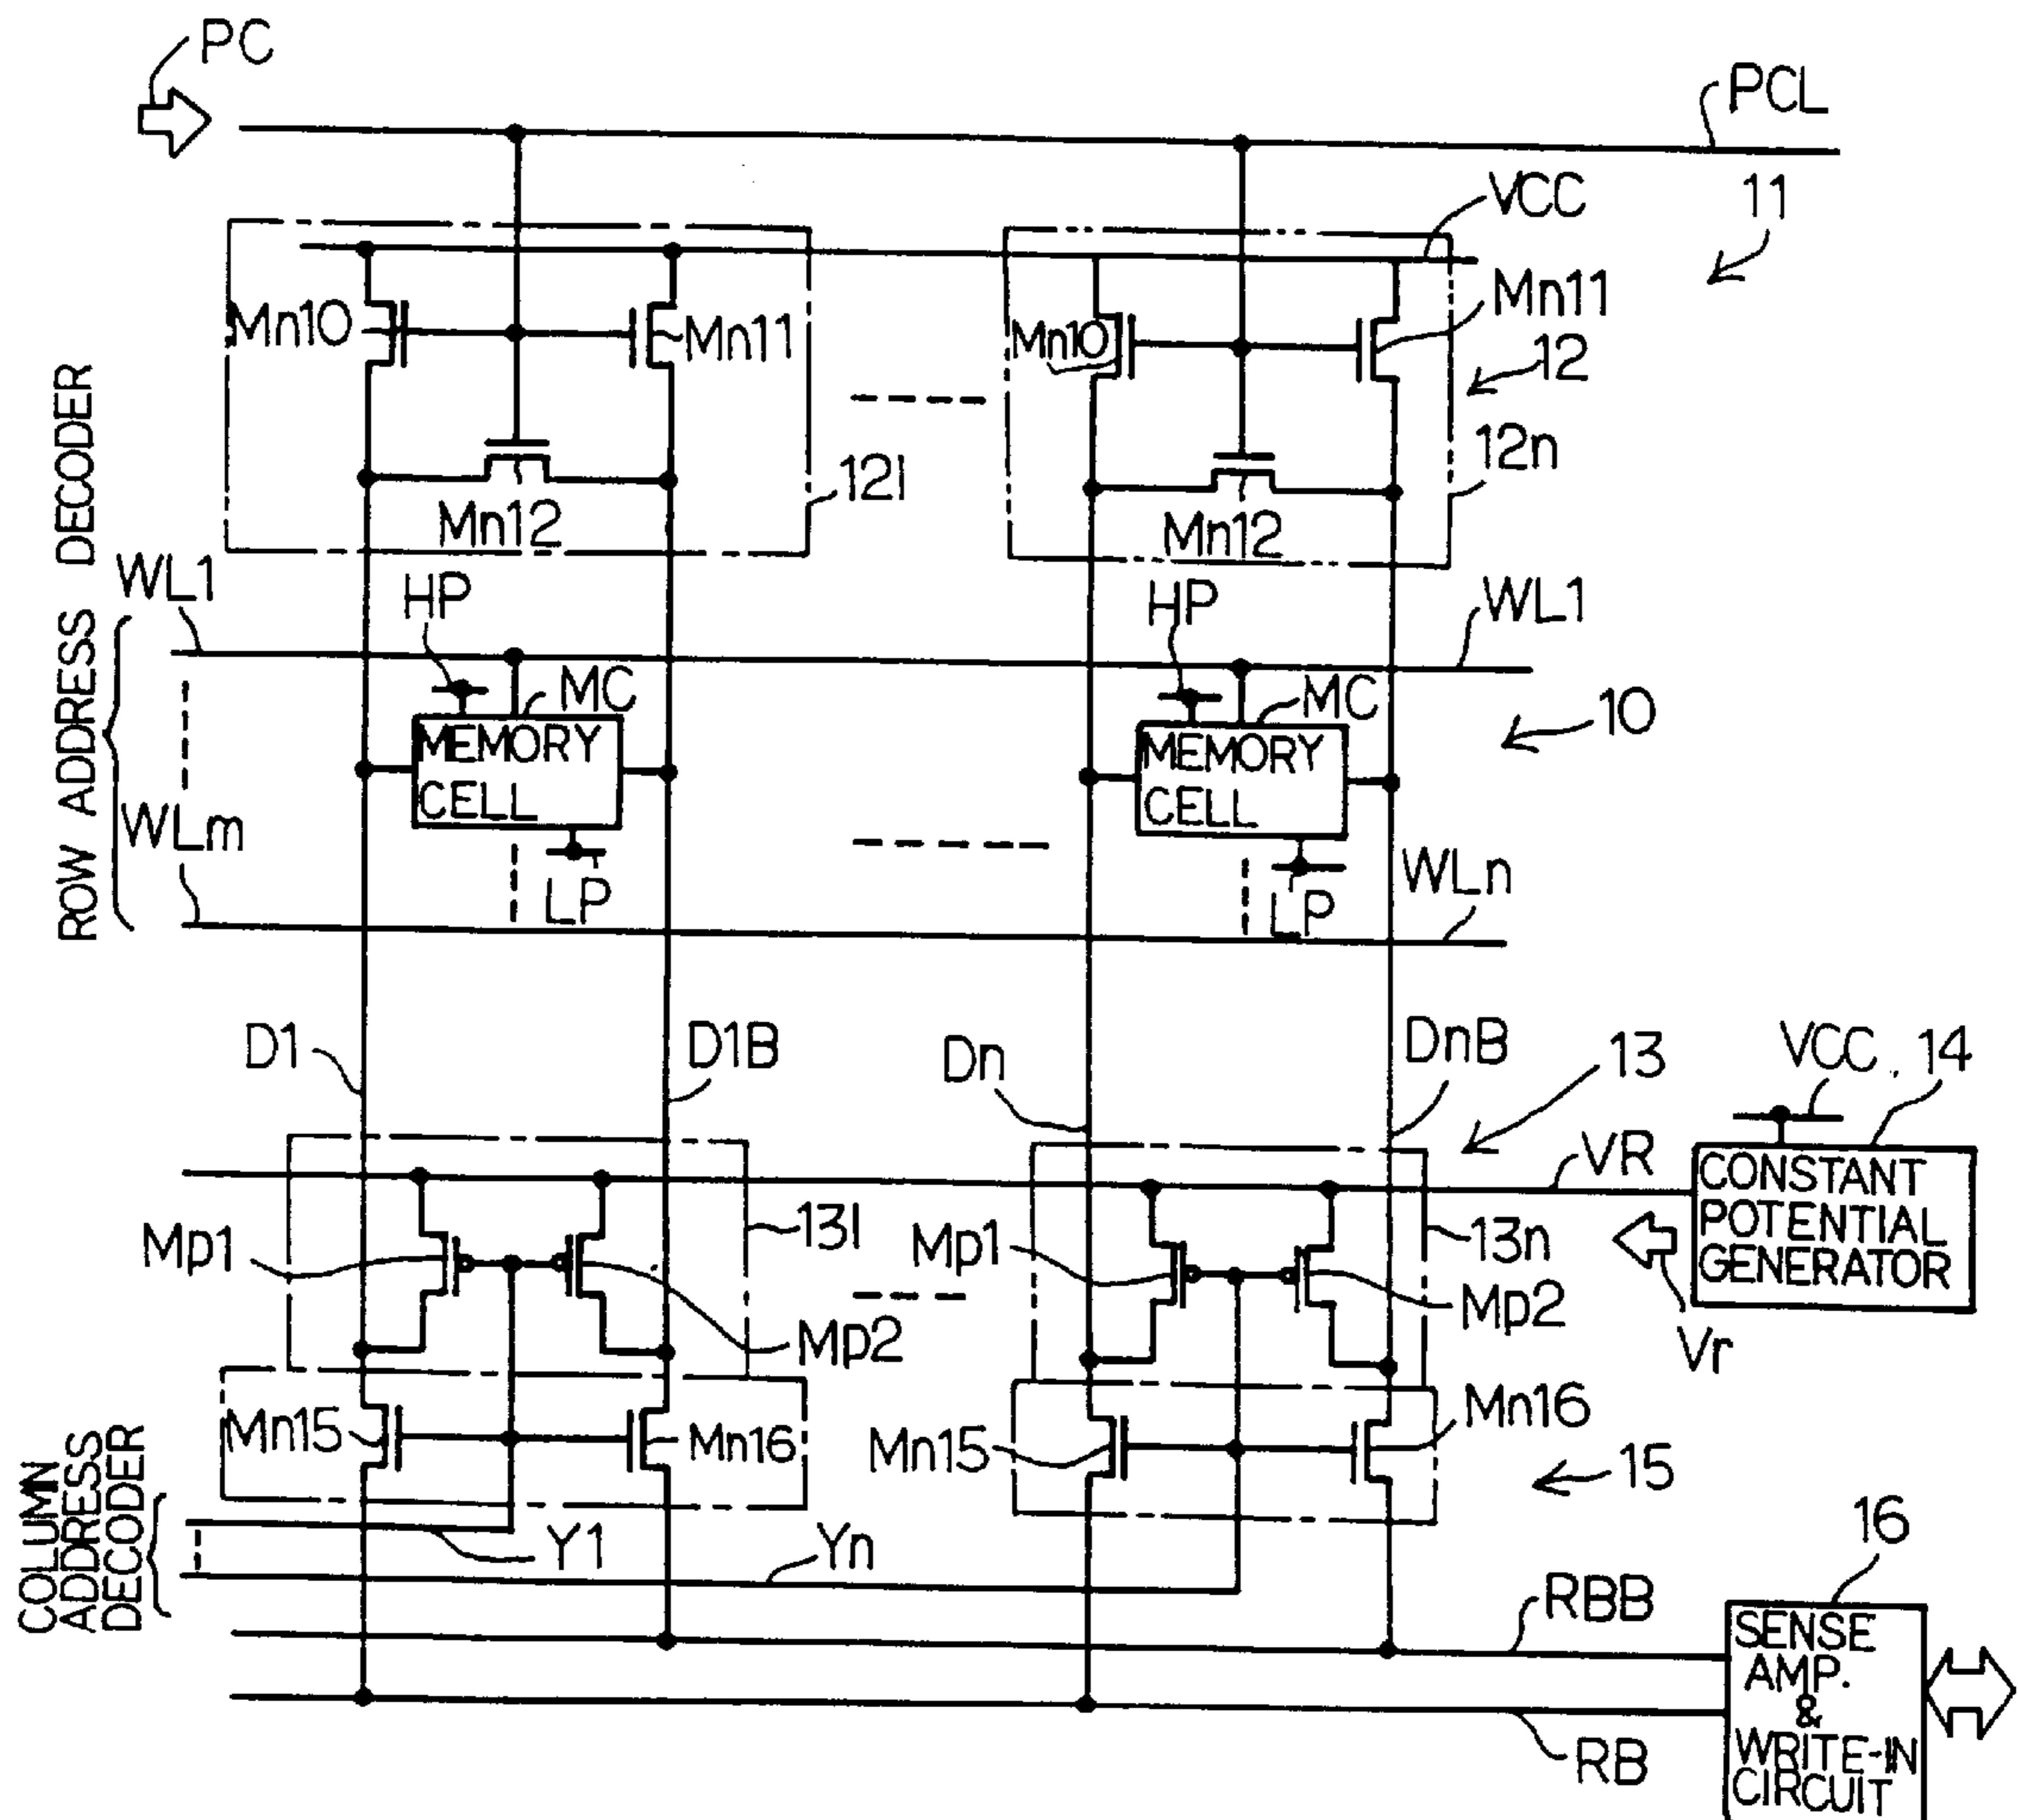 PC
PCL
VCC
11
Mn10
Mn11
Mn10
Mn11
12
12n
121
Mn12
Mn12
ROW ADDRESS DECODER
WL1
HP
HP
WL1
MC
MC
10
MEMORY
CELL
MEMORY
CELL
WLm
LP
LP
WLn
D1
D1B
Dn
DnB
13
VCC
14
VR
CONSTANT
POTENTIAL
GENERATOR
Mp1
131
Mp1
13n
Mp2
Mp2
Vr
Mn15
Mn16
Mn15
Mn16
15
COLUMN
ADDRESS
DECODER
Y1
Yn
16
RBB
RB
SENSE
AMP.
&
WRITE-IN
CIRCUIT